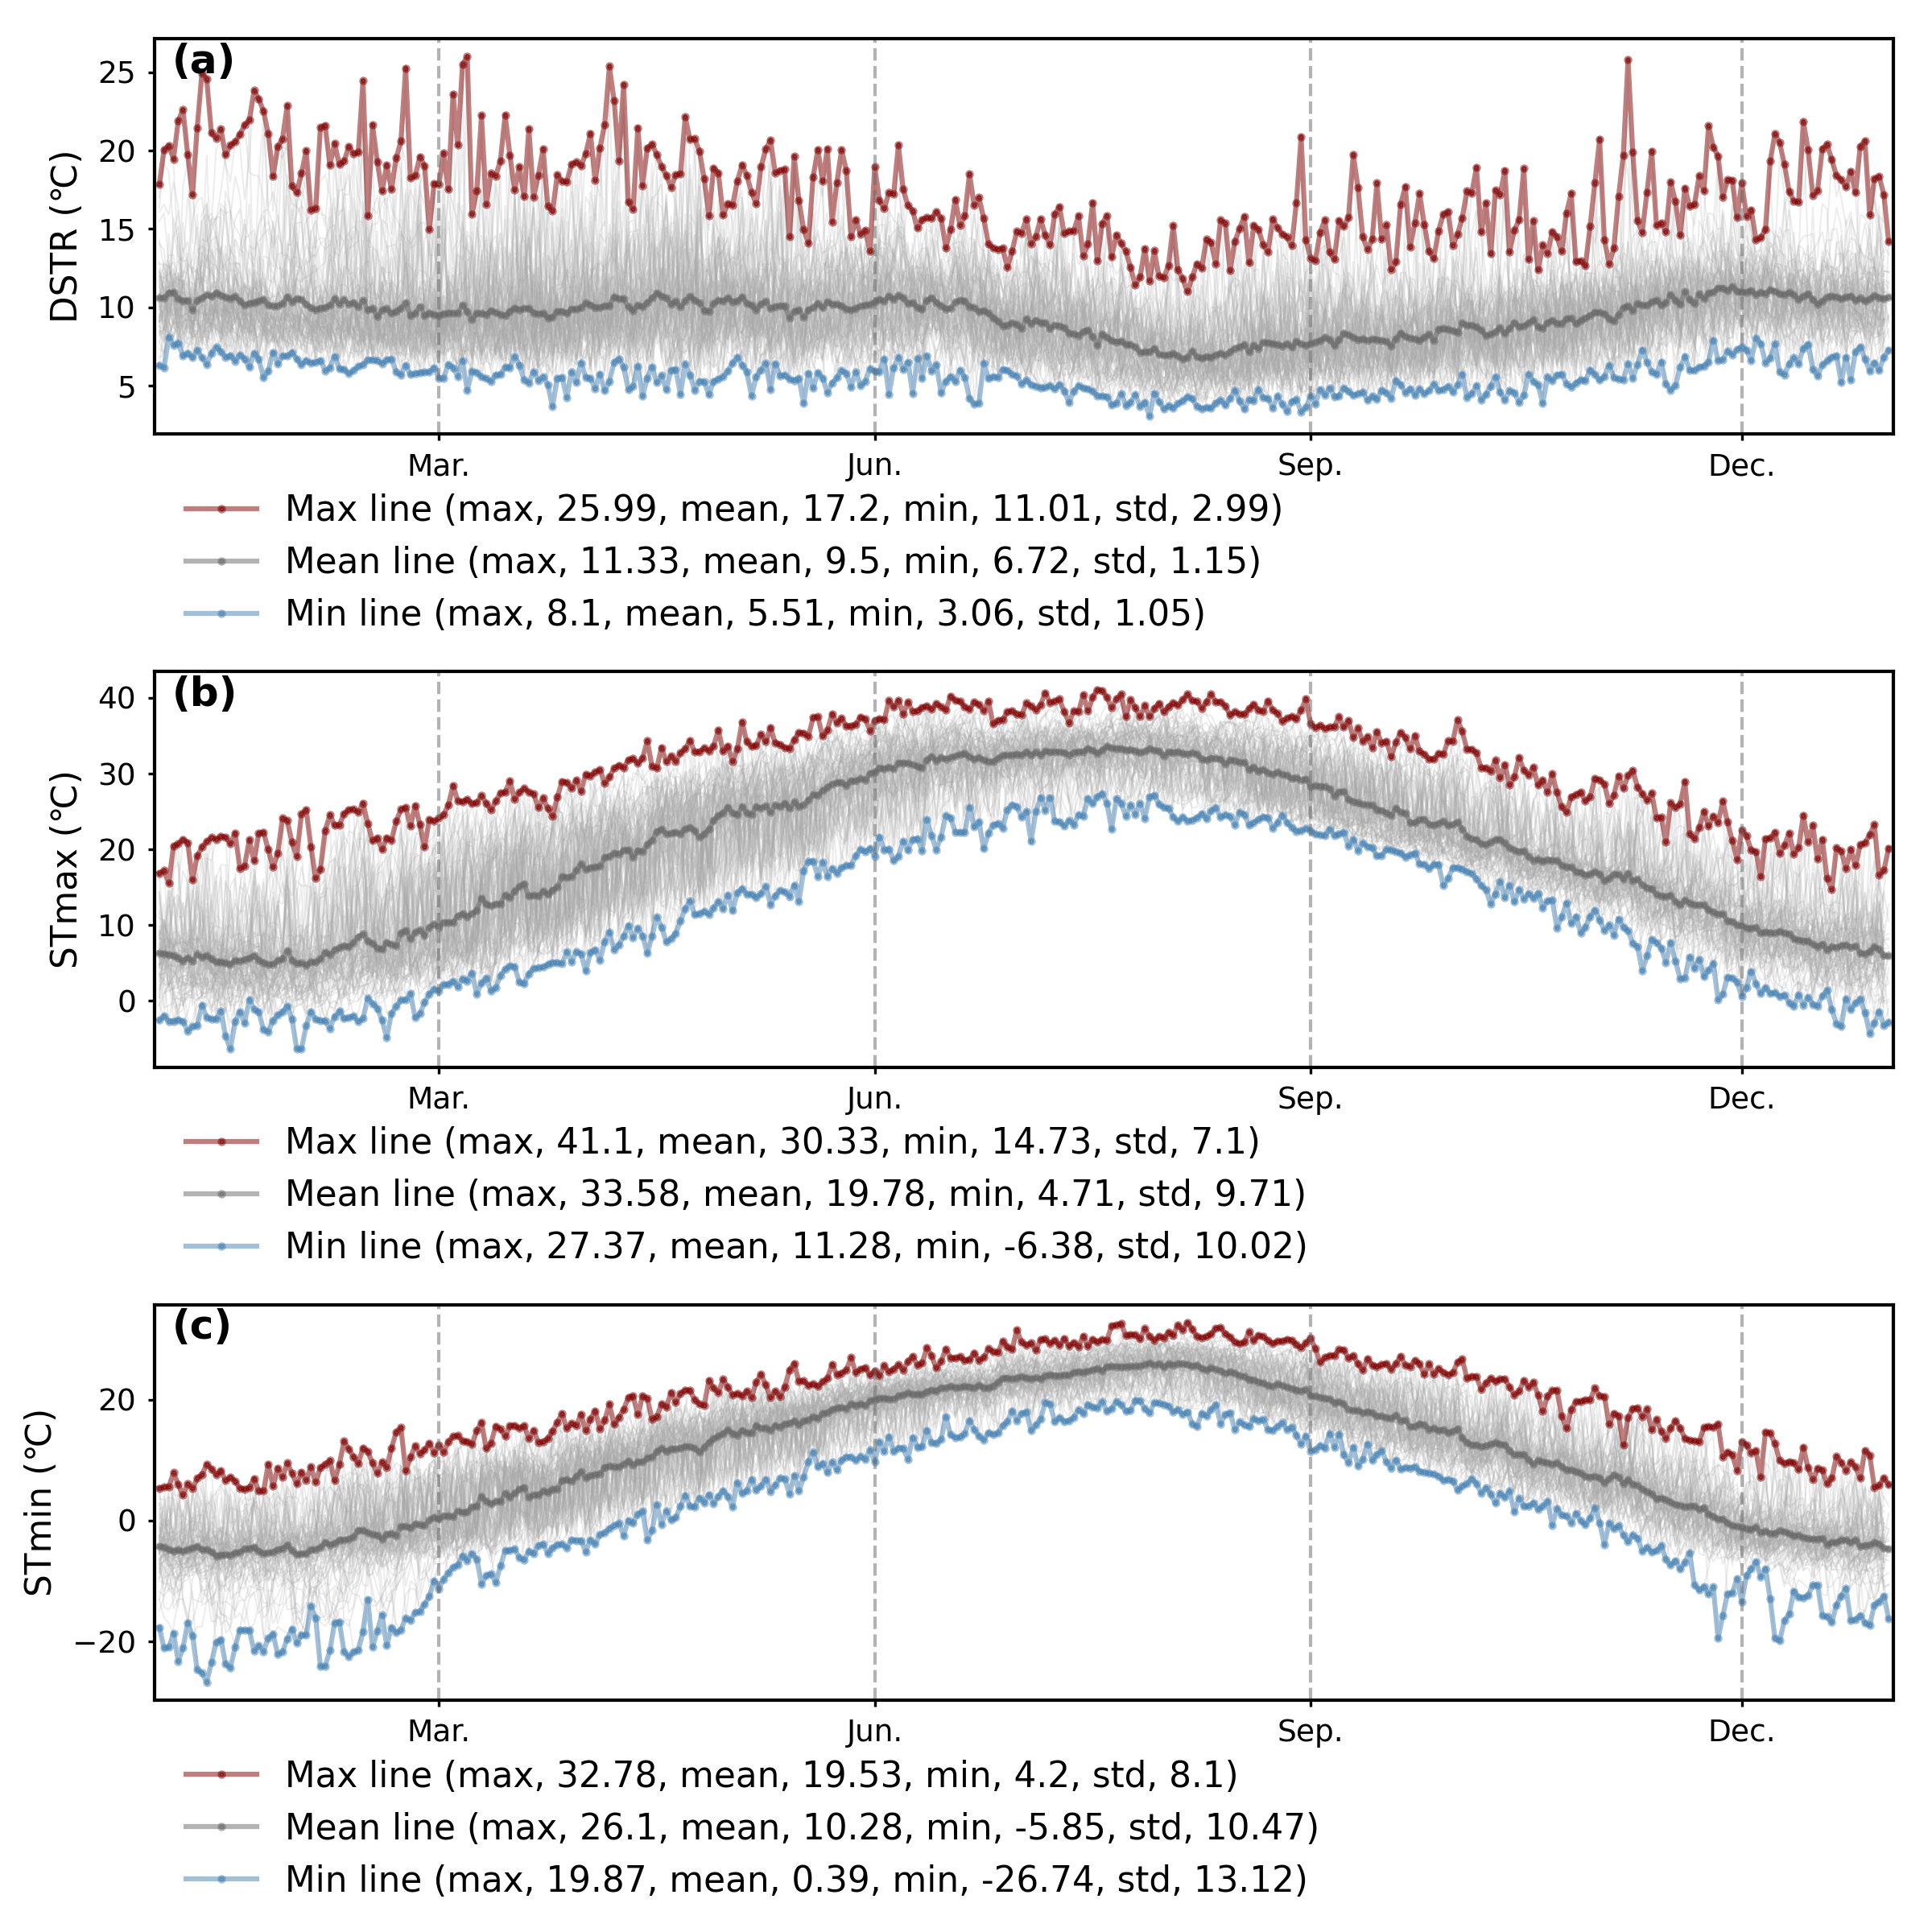 (a)
DSTR (°C)
25
20
15
10
5
Mar. Jun. Sep. Dec.
Max line (max, 25.99, mean, 17.2, min, 11.01, std, 2.99)
Mean line (max, 11.33, mean, 9.5, min, 6.72, std, 1.15)
Min line (max, 8.1, mean, 5.51, min, 3.06, std, 1.05)
(b)
STmax (°C)
40
30
20
10
0
Mar. Jun. Sep. Dec.
Max line (max, 41.1, mean, 30.33, min, 14.73, std, 7.1)
Mean line (max, 33.58, mean, 19.78, min, 4.71, std, 9.71)
Min line (max, 27.37, mean, 11.28, min, -6.38, std, 10.02)
(c)
STmin (°C)
20
0
−20
Mar. Jun. Sep. Dec.
Max line (max, 32.78, mean, 19.53, min, 4.2, std, 8.1)
Mean line (max, 26.1, mean, 10.28, min, -5.85, std, 10.47)
Min line (max, 19.87, mean, 0.39, min, -26.74, std, 13.12)